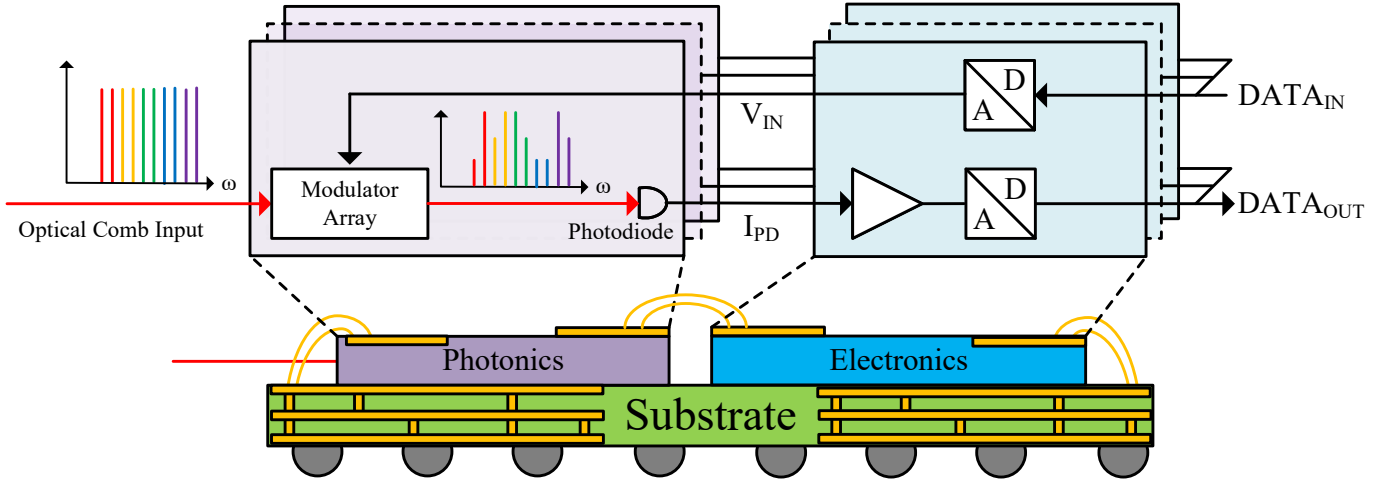 ω
Optical Comb Input
Modulator
Array
ω
Photodiode
V_IN
I_PD
D
A
D
A
DATA_IN
DATA_OUT
Photonics
Electronics
Substrate